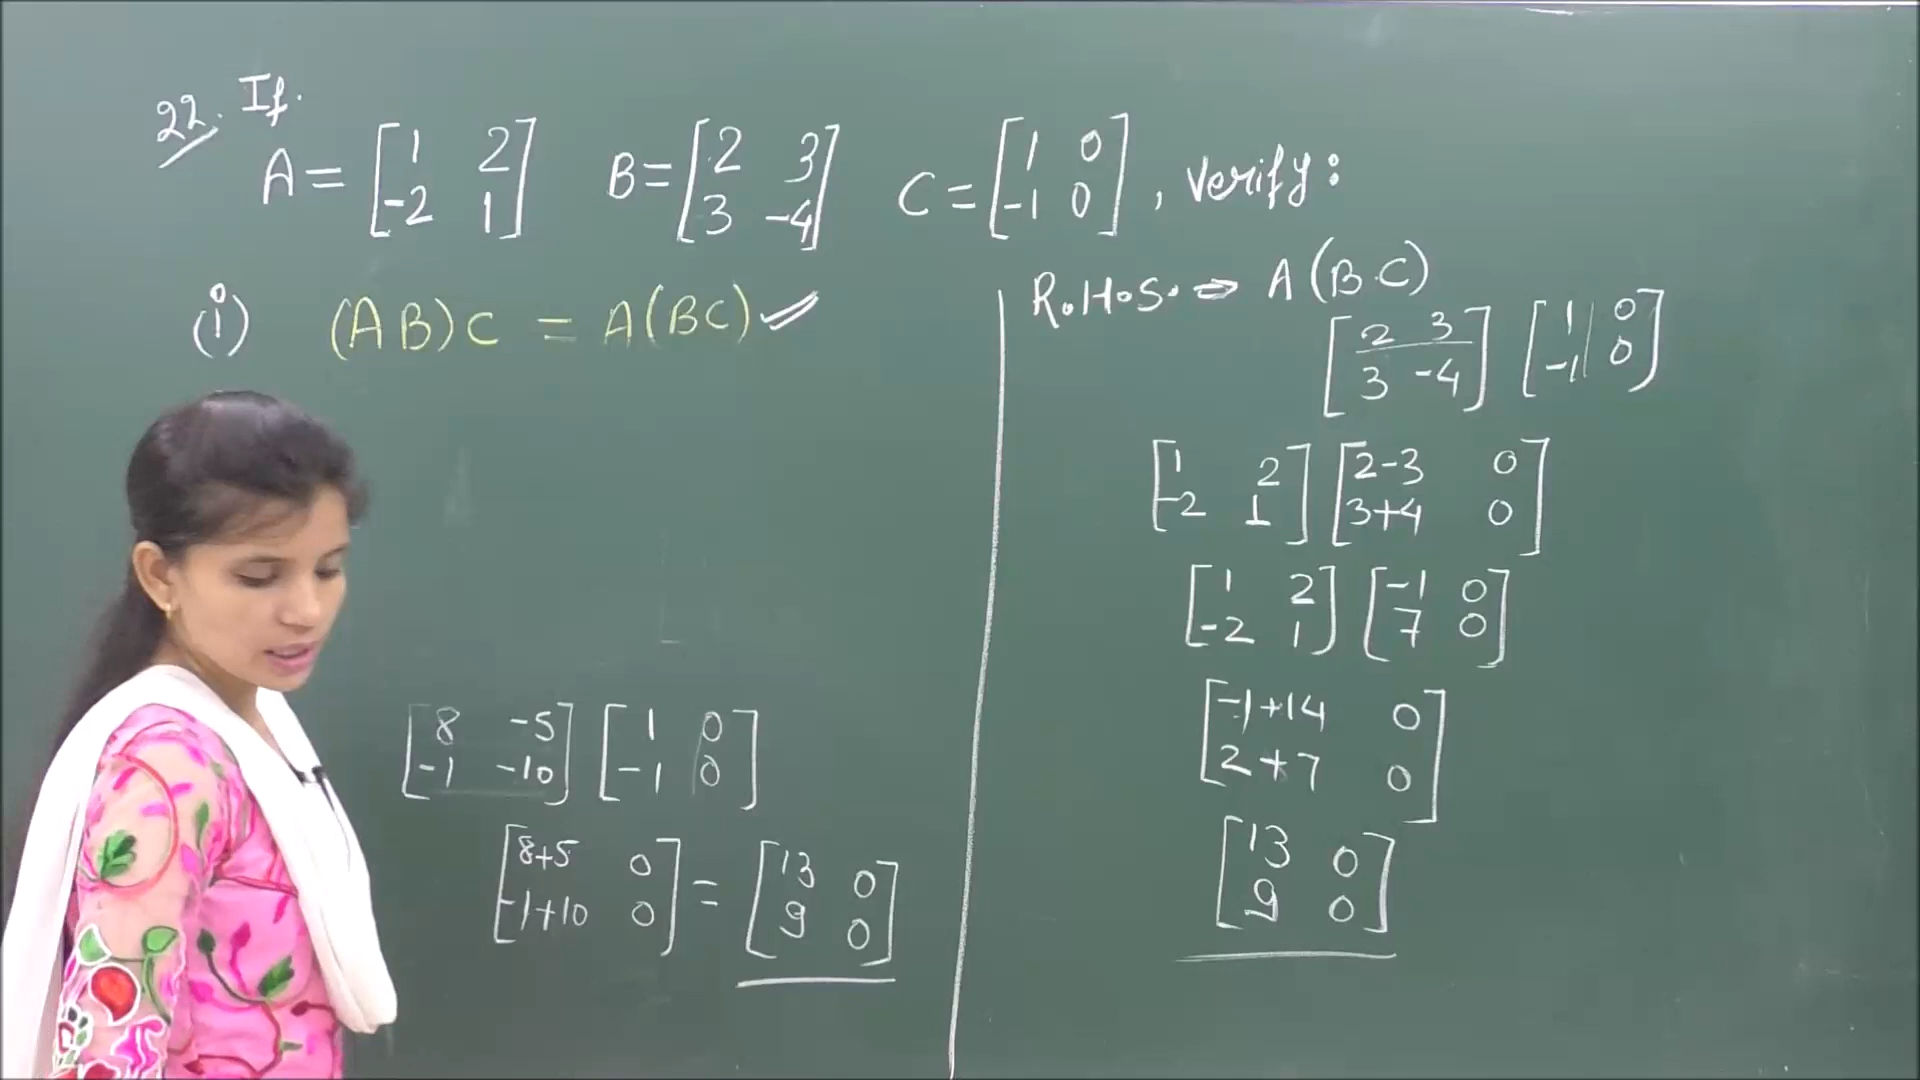 22. If.
A = [1 2; -2 1] B = [2 3; 3 -4] C = [1 0; -1 0], verify:
(i) (AB)C = A(BC) ✓
[8 -5; -1 -10] [1 0; -1 0]
[8+5 0; -1+10 0] = [13 0; 9 0]
R.H.S. ⇒ A(B.C)
[2 3; 3 -4] [1 0; -1 0]
[1 2; -2 1] [2-3 0; 3+4 0]
[1 2; -2 1] [-1 0; 7 0]
[-1+14 0; 2+7 0]
[13 0; 9 0]